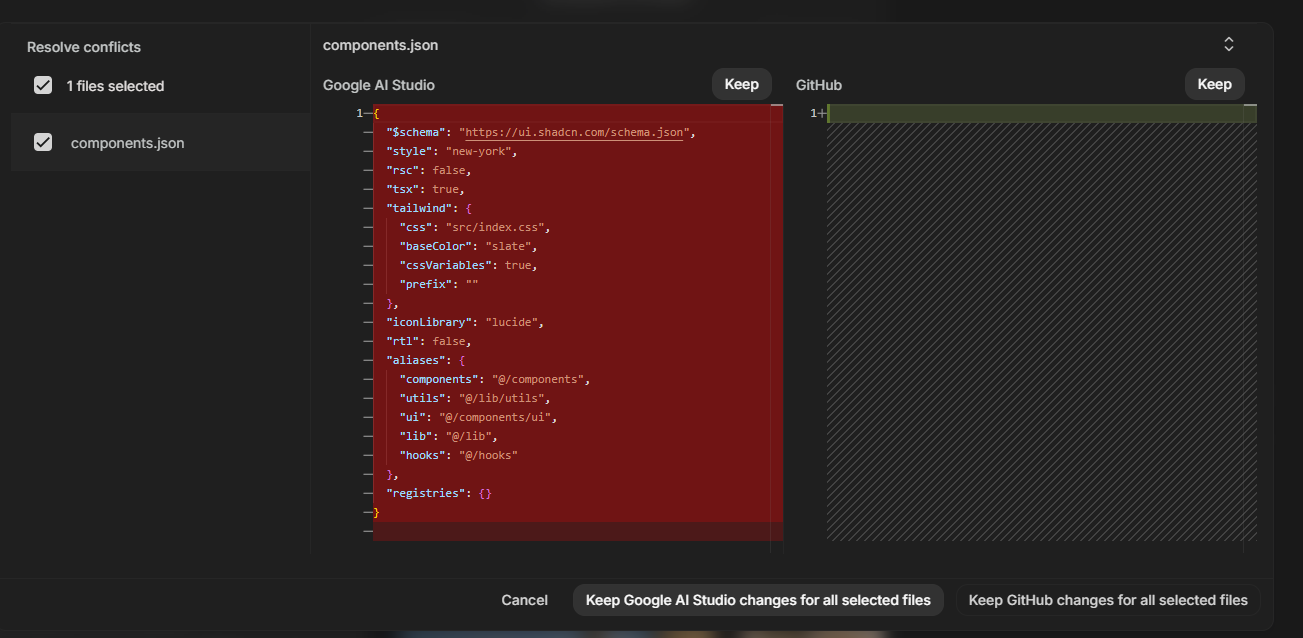 Resolve conflicts
1 files selected
components.json
components.json
Google AI Studio
Keep
1
{
  "$schema": "https://ui.shadcn.com/schema.json",
  "style": "new-york",
  "rsc": false,
  "tsx": true,
  "tailwind": {
    "css": "src/index.css",
    "baseColor": "slate",
    "cssVariables": true,
    "prefix": ""
  },
  "iconLibrary": "lucide",
  "rtl": false,
  "aliases": {
    "components": "@/components",
    "utils": "@/lib/utils",
    "ui": "@/components/ui",
    "lib": "@/lib",
    "hooks": "@/hooks"
  },
  "registries": {}
}
GitHub
Keep
1+
Cancel
Keep Google AI Studio changes for all selected files
Keep GitHub changes for all selected files